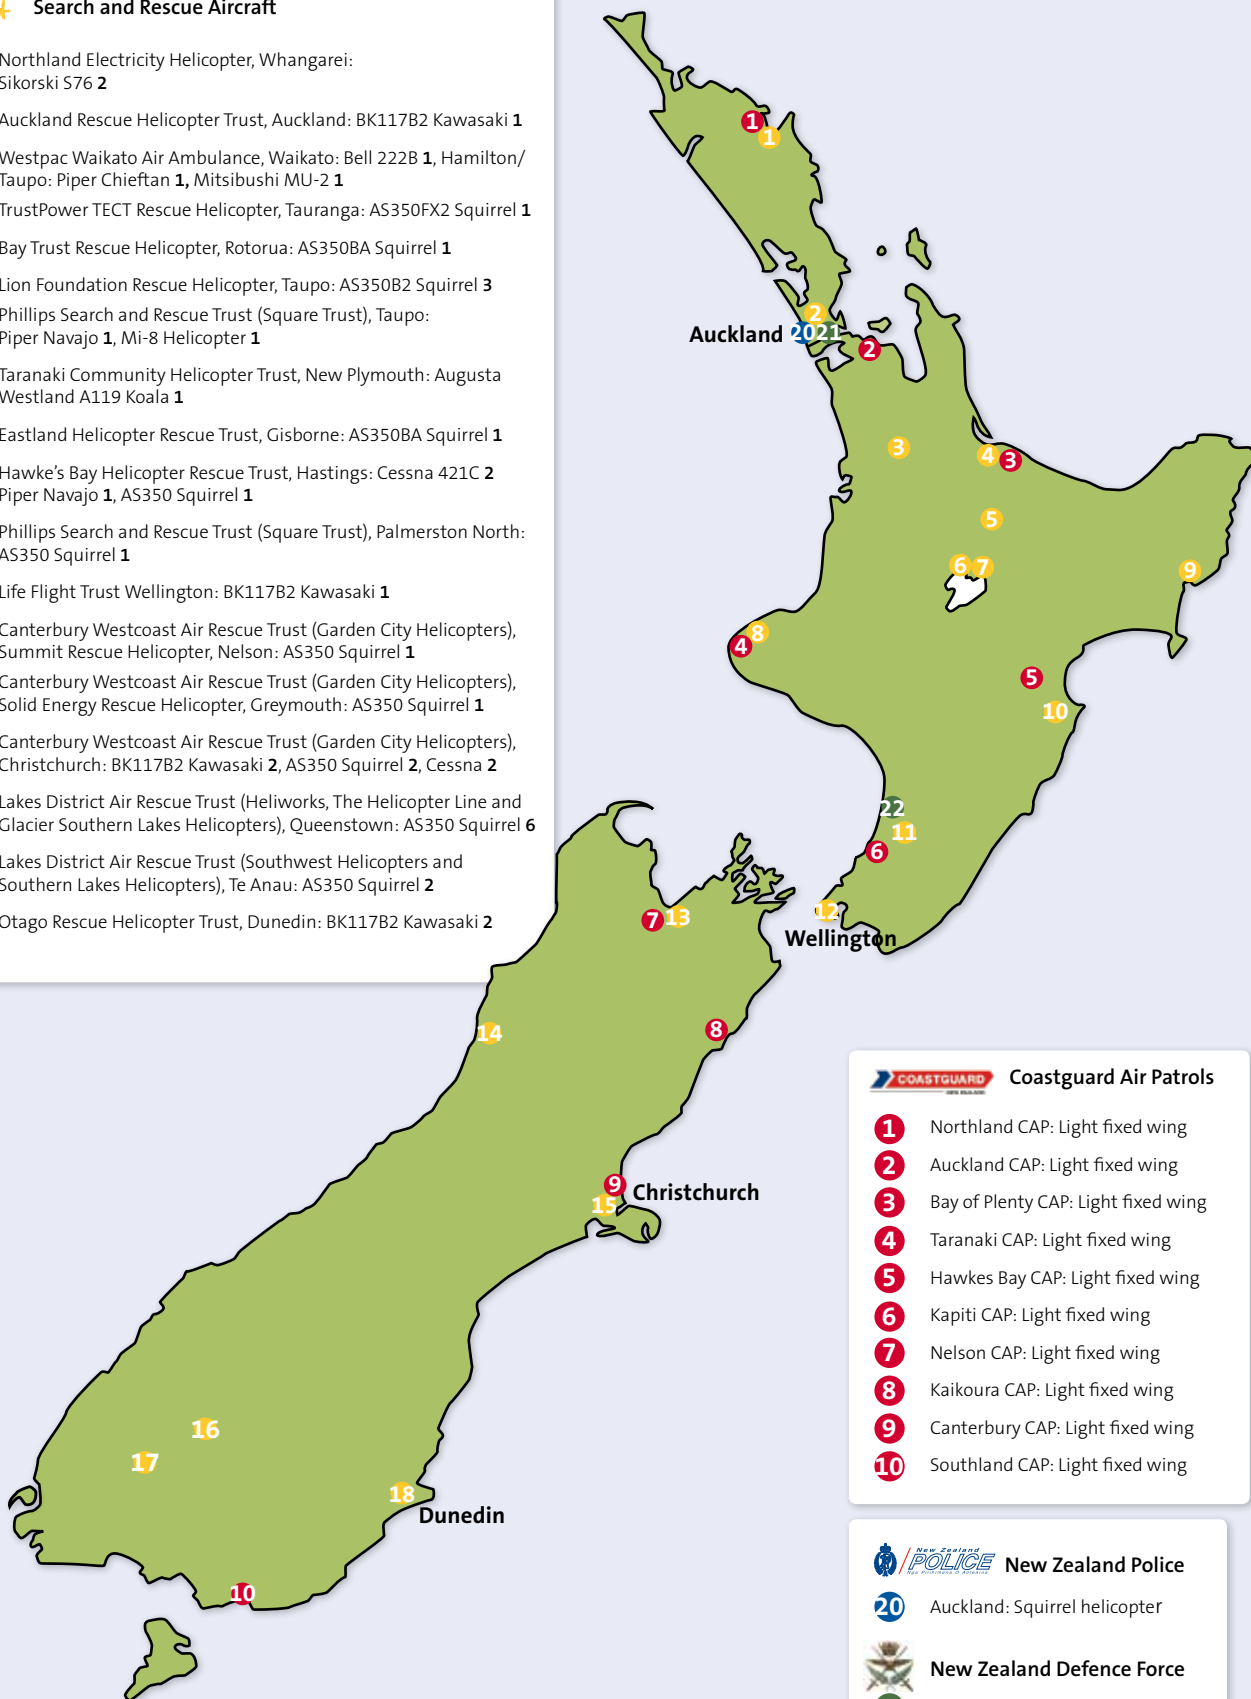 Search and Rescue Aircraft
Northland Electricity Helicopter, Whangarei:
Sikorski S76 2
Auckland Rescue Helicopter Trust, Auckland: BK117B2 Kawasaki 1
Westpac Waikato Air Ambulance, Waikato: Bell 222B 1, Hamilton/
Taupo: Piper Chieftan 1, Mitsibushi MU-2 1
TrustPower TECT Rescue Helicopter, Tauranga: AS350FX2 Squirrel 1
Bay Trust Rescue Helicopter, Rotorua: AS350BA Squirrel 1
Lion Foundation Rescue Helicopter, Taupo: AS350B2 Squirrel 3
Phillips Search and Rescue Trust (Square Trust), Taupo:
Piper Navajo 1, Mi-8 Helicopter 1
Taranaki Community Helicopter Trust, New Plymouth: Augusta
Westland A119 Koala 1
Eastland Helicopter Rescue Trust, Gisborne: AS350BA Squirrel 1
Hawke's Bay Helicopter Rescue Trust, Hastings: Cessna 421C 2
Piper Navajo 1, AS350 Squirrel 1
Phillips Search and Rescue Trust (Square Trust), Palmerston North:
AS350 Squirrel 1
Life Flight Trust Wellington: BK117B2 Kawasaki 1
Canterbury Westcoast Air Rescue Trust (Garden City Helicopters),
Summit Rescue Helicopter, Nelson: AS350 Squirrel 1
Canterbury Westcoast Air Rescue Trust (Garden City Helicopters),
Solid Energy Rescue Helicopter, Greymouth: AS350 Squirrel 1
Canterbury Westcoast Air Rescue Trust (Garden City Helicopters),
Christchurch: BK117B2 Kawasaki 2, AS350 Squirrel 2, Cessna 2
Lakes District Air Rescue Trust (Heliworks, The Helicopter Line and
Glacier Southern Lakes Helicopters), Queenstown: AS350 Squirrel 6
Lakes District Air Rescue Trust (Southwest Helicopters and
Southern Lakes Helicopters), Te Anau: AS350 Squirrel 2
Otago Rescue Helicopter Trust, Dunedin: BK117B2 Kawasaki 2
1
1
2
Auckland 20 21
2
3
4 3
5
6 7
9
8
4
5
10
22
11
6
12
Wellington
7 13
14
8
9 Christchurch
15
16
17
18
Dunedin
10
COASTGUARD Coastguard Air Patrols
1 Northland CAP: Light fixed wing
2 Auckland CAP: Light fixed wing
3 Bay of Plenty CAP: Light fixed wing
4 Taranaki CAP: Light fixed wing
5 Hawkes Bay CAP: Light fixed wing
6 Kapiti CAP: Light fixed wing
7 Nelson CAP: Light fixed wing
8 Kaikoura CAP: Light fixed wing
9 Canterbury CAP: Light fixed wing
10 Southland CAP: Light fixed wing
New Zealand
POLICE New Zealand Police
20 Auckland: Squirrel helicopter
New Zealand Defence Force